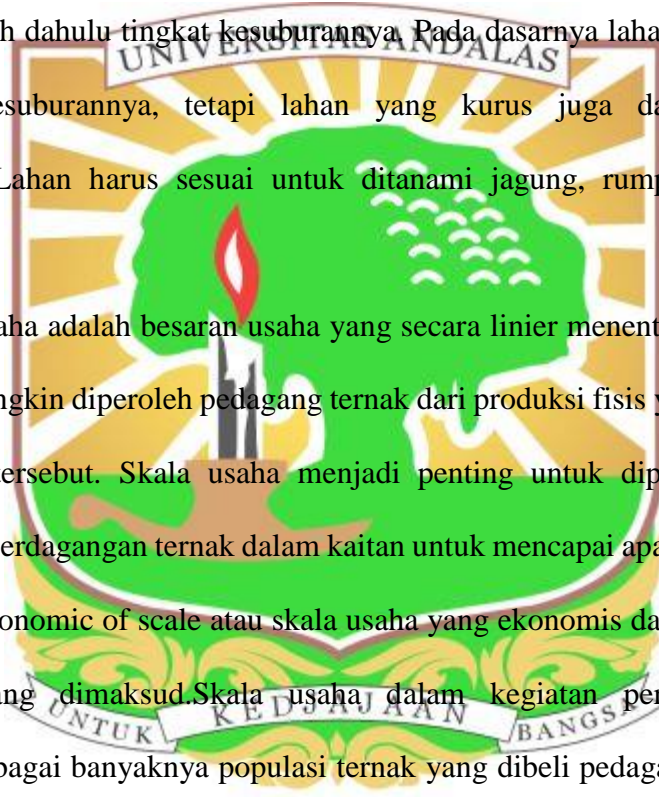 h dahulu tingkat kesuburannya. Pada dasarnya laha
UNIVERSITAS ANDALAS
esuburannya, tetapi lahan yang kurus juga da
Lahan harus sesuai untuk ditanami jagung, rump
aha adalah besaran usaha yang secara linier menent
ngkin diperoleh pedagang ternak dari produksi fisis y
tersebut. Skala usaha menjadi penting untuk dip
erdagangan ternak dalam kaitan untuk mencapai apa
onomic of scale atau skala usaha yang ekonomis da
ang dimaksud.Skala usaha dalam kegiatan per
UNTUK KEDJAJAAN BANGSA
bagai banyaknya populasi ternak yang dibeli pedaga